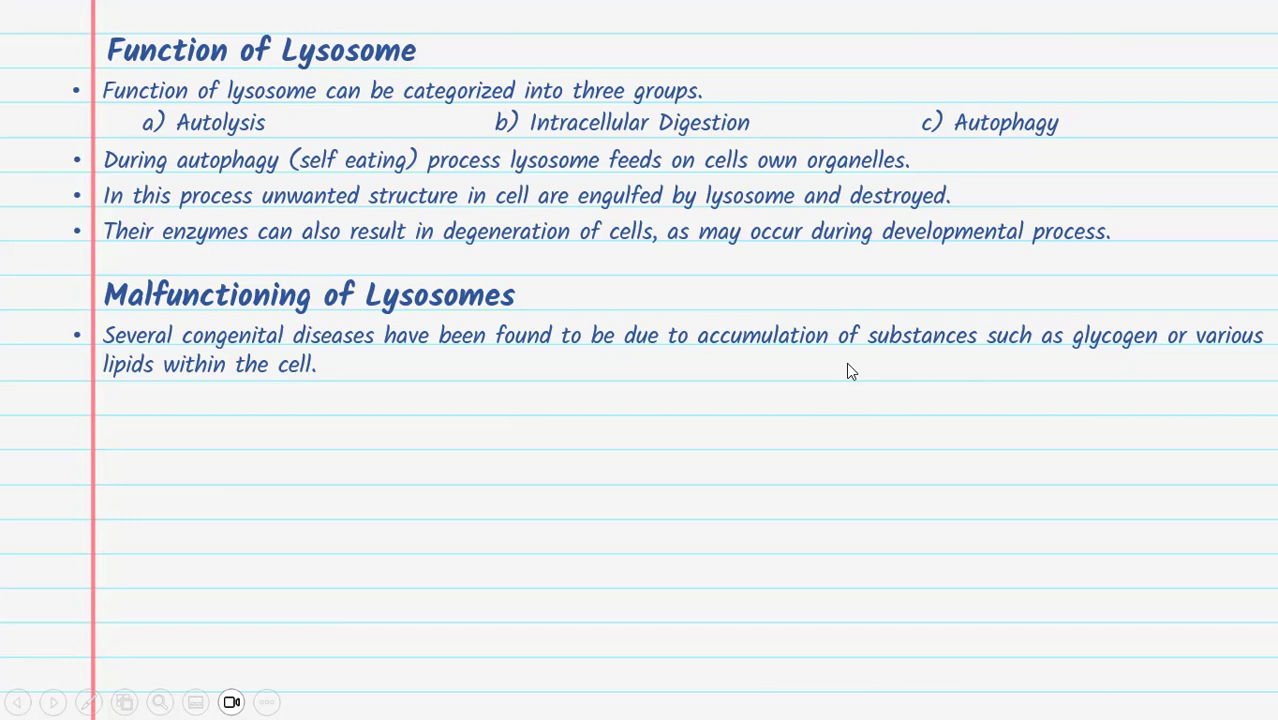 Function of Lysosome
• Function of lysosome can be categorized into three groups.
a) Autolysis b) Intracellular Digestion c) Autophagy
• During autophagy (self eating) process lysosome feeds on cells own organelles.
• In this process unwanted structure in cell are engulfed by lysosome and destroyed.
• Their enzymes can also result in degeneration of cells, as may occur during developmental process.
Malfunctioning of Lysosomes
• Several congenital diseases have been found to be due to accumulation of substances such as glycogen or various
lipids within the cell.